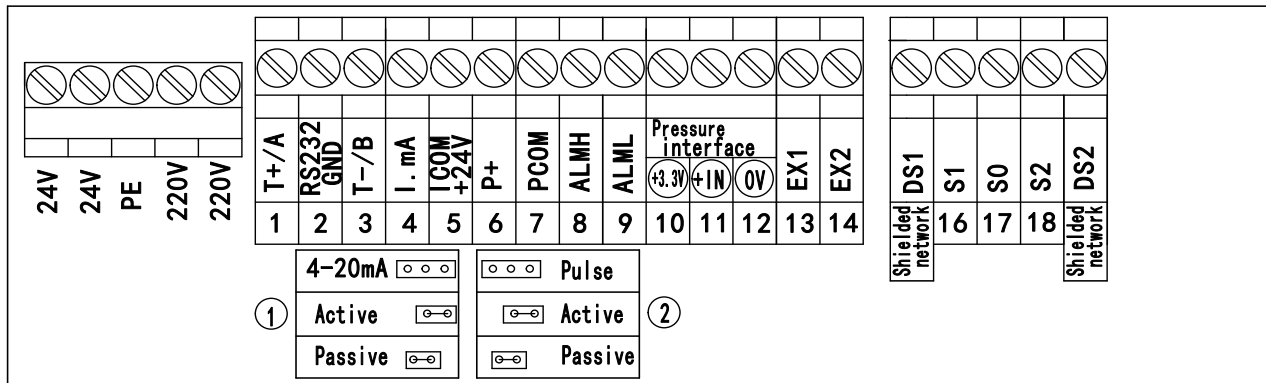 24V
24V
PE
220V
220V
T+/A
RS232
GND
T-/B
I.mA
ICOM
+24V
P+
PCOM
ALMH
ALML
Pressure
interface
+3.3V
+IN
0V
EX1
EX2
1 2 3 4 5 6 7 8 9 10 11 12 13 14
DS1
S1
S0
S2
DS2
Shielded
network
16 17 18
Shielded
network
4-20mA
Active
Passive
1
Pulse
Active
Passive
2